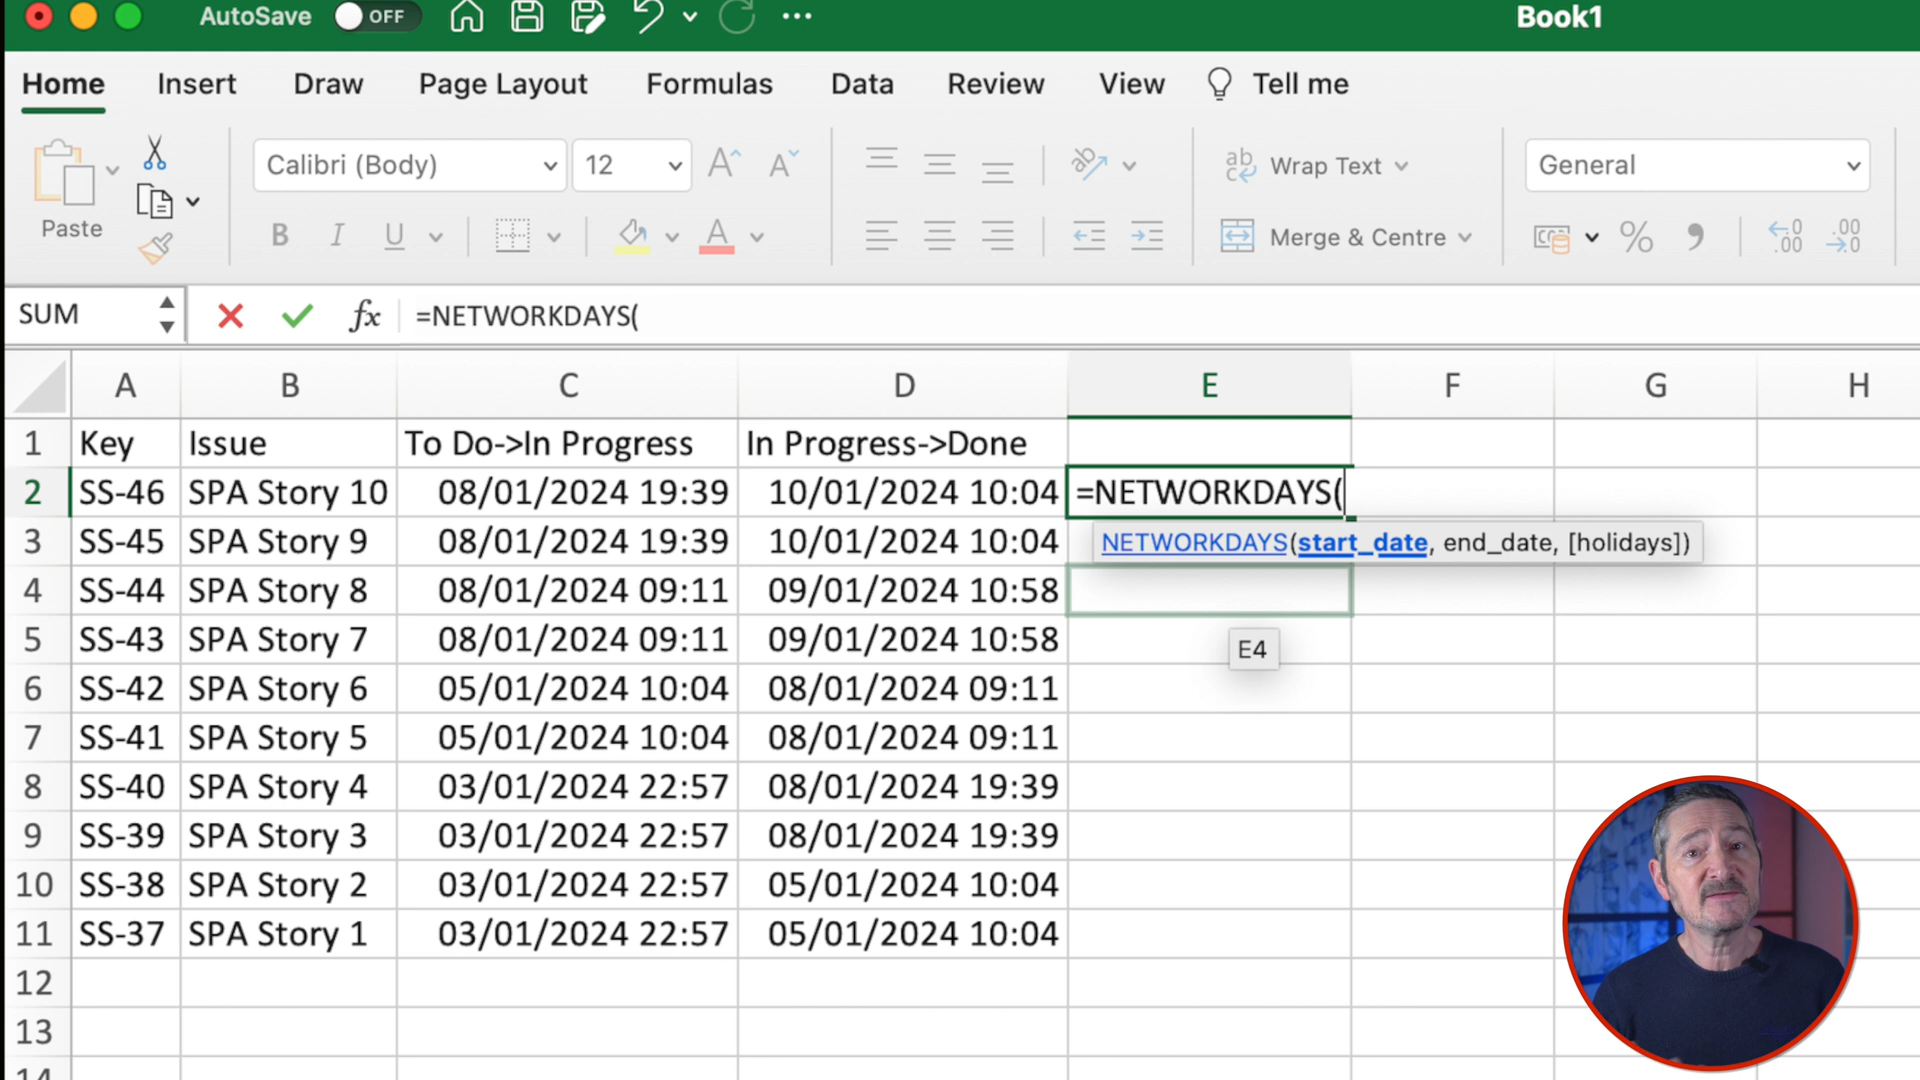 AutoSave OFF Book1
Home Insert Draw Page Layout Formulas Data Review View Tell me
Calibri (Body) 12 A A ab Wrap Text General
Paste B I U A Merge & Centre % .00 .00
SUM fx =NETWORKDAYS(
A B C D E F G H
1 Key Issue To Do->In Progress In Progress->Done
2 SS-46 SPA Story 10 08/01/2024 19:39 10/01/2024 10:04 =NETWORKDAYS(
3 SS-45 SPA Story 9 08/01/2024 19:39 10/01/2024 10:04 NETWORKDAYS(start_date, end_date, [holidays])
4 SS-44 SPA Story 8 08/01/2024 09:11 09/01/2024 10:58
5 SS-43 SPA Story 7 08/01/2024 09:11 09/01/2024 10:58 E4
6 SS-42 SPA Story 6 05/01/2024 10:04 08/01/2024 09:11
7 SS-41 SPA Story 5 05/01/2024 10:04 08/01/2024 09:11
8 SS-40 SPA Story 4 03/01/2024 22:57 08/01/2024 19:39
9 SS-39 SPA Story 3 03/01/2024 22:57 08/01/2024 19:39
10 SS-38 SPA Story 2 03/01/2024 22:57 05/01/2024 10:04
11 SS-37 SPA Story 1 03/01/2024 22:57 05/01/2024 10:04
12
13